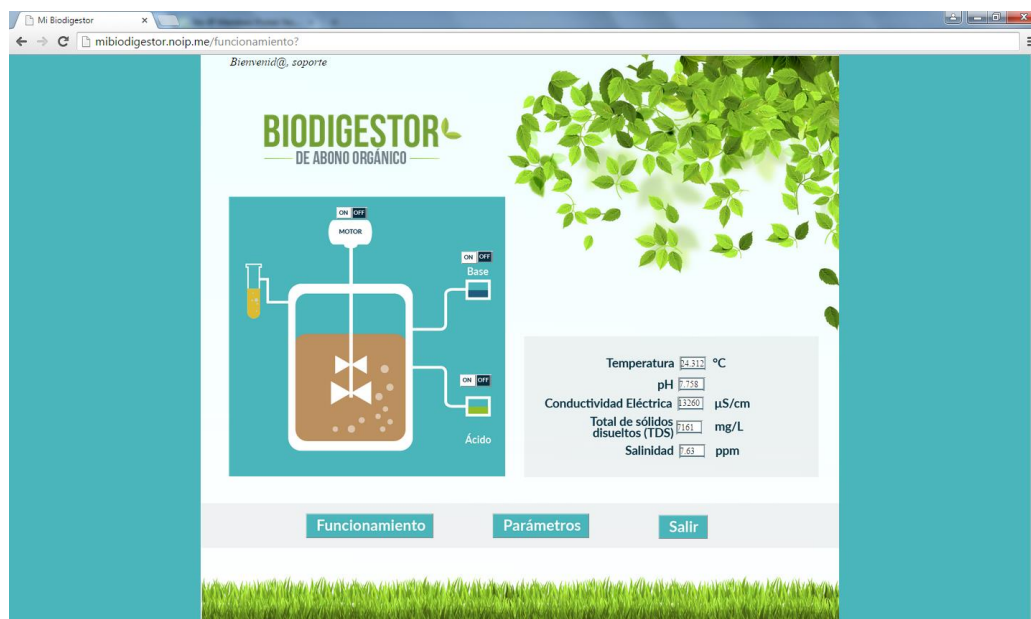 Mi Biodigestor
mibiodigestor.noip.me/funcionamiento?
Bienvenid@, soporte
BIODIGESTOR
DE ABONO ORGÁNICO
ON OFF
MOTOR
ON OFF
Base
ON OFF
Ácido
Temperatura 24.312 °C
pH 7.758
Conductividad Eléctrica 13260 µS/cm
Total de sólidos
disueltos (TDS) 7161 mg/L
Salinidad 7.63 ppm
Funcionamiento Parámetros Salir